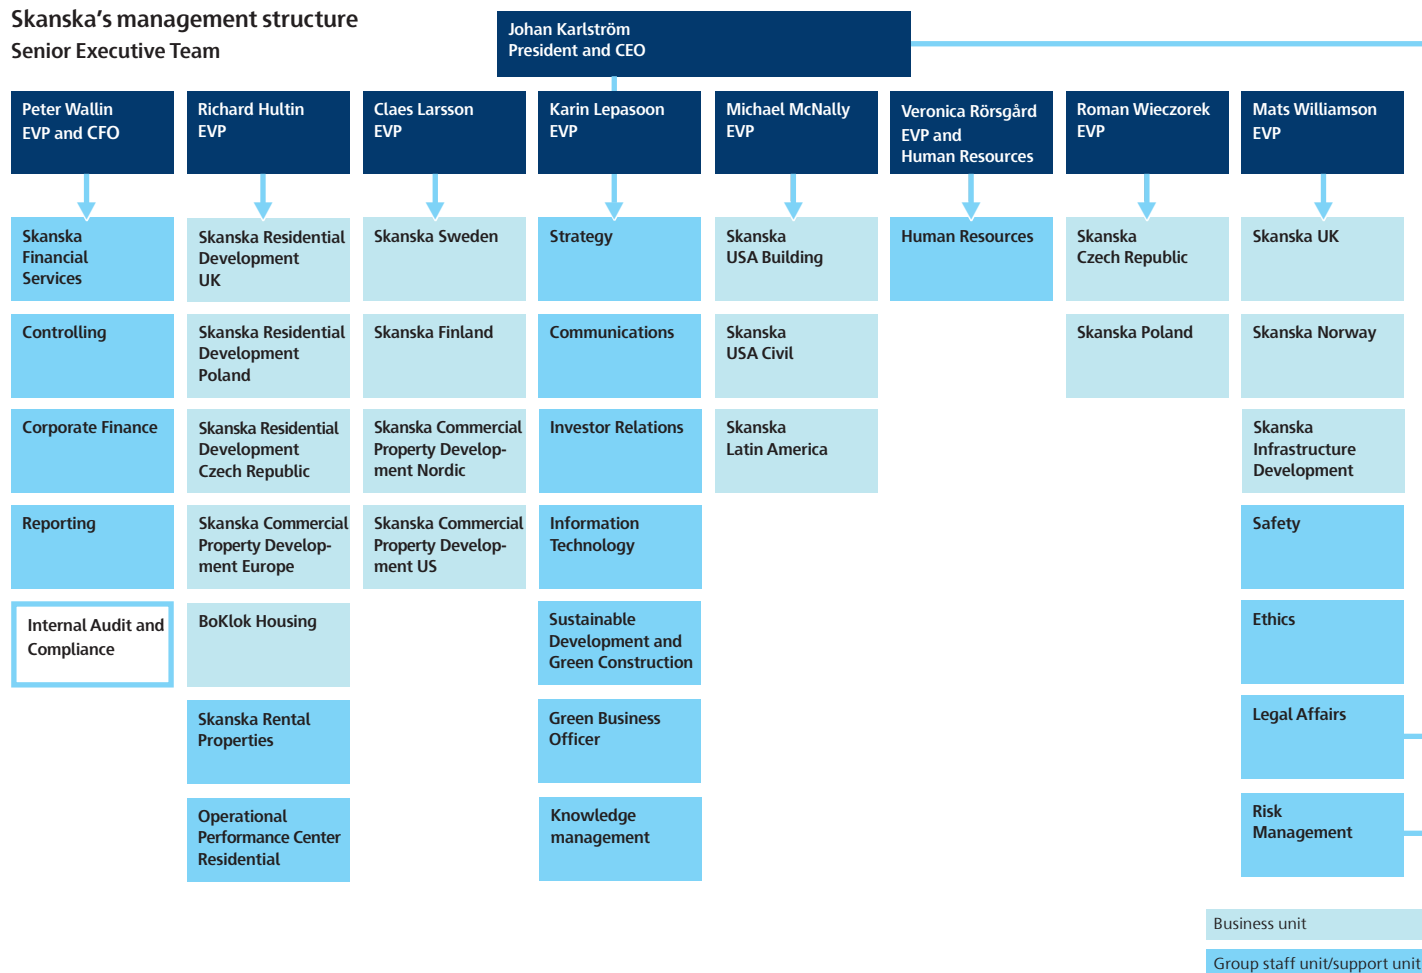 Skanska’s management structure
Senior Executive Team
Johan Karlström
President and CEO
Peter Wallin
EVP and CFO
Richard Hultin
EVP
Claes Larsson
EVP
Karin Lepasoon
EVP
Michael McNally
EVP
Veronica Rörsgård
EVP and
Human Resources
Roman Wieczorek
EVP
Mats Williamson
EVP
Skanska
Financial
Services
Controlling
Corporate Finance
Reporting
Internal Audit and
Compliance
Skanska Residential
Development
UK
Skanska Residential
Development
Poland
Skanska Residential
Development
Czech Republic
Skanska Commercial
Property Develop-
ment Europe
BoKlok Housing
Skanska Rental
Properties
Operational
Performance Center
Residential
Skanska Sweden
Skanska Finland
Skanska Commercial
Property Develop-
ment Nordic
Skanska Commercial
Property Develop-
ment US
Strategy
Communications
Investor Relations
Information
Technology
Sustainable
Development and
Green Construction
Green Business
Officer
Knowledge
management
Skanska
USA Building
Skanska
USA Civil
Skanska
Latin America
Human Resources
Skanska
Czech Republic
Skanska Poland
Skanska UK
Skanska Norway
Skanska
Infrastructure
Development
Safety
Ethics
Legal Affairs
Risk
Management
Business unit
Group staff unit/support unit